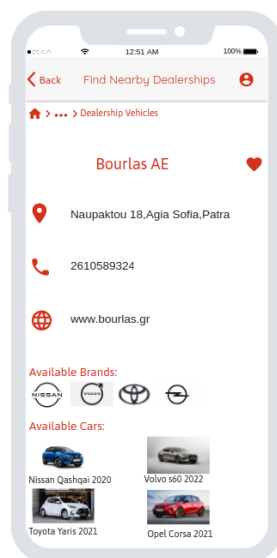 12:51 AM
100%
Back
Find Nearby Dealerships
> ... > Dealership Vehicles
Bourlas AE
Naupaktou 18,Agia Sofia,Patra
2610589324
www.bourlas.gr
Available Brands:
NISSAN
Available Cars:
Nissan Qashqai 2020
Volvo s60 2022
Toyota Yaris 2021
Opel Corsa 2021